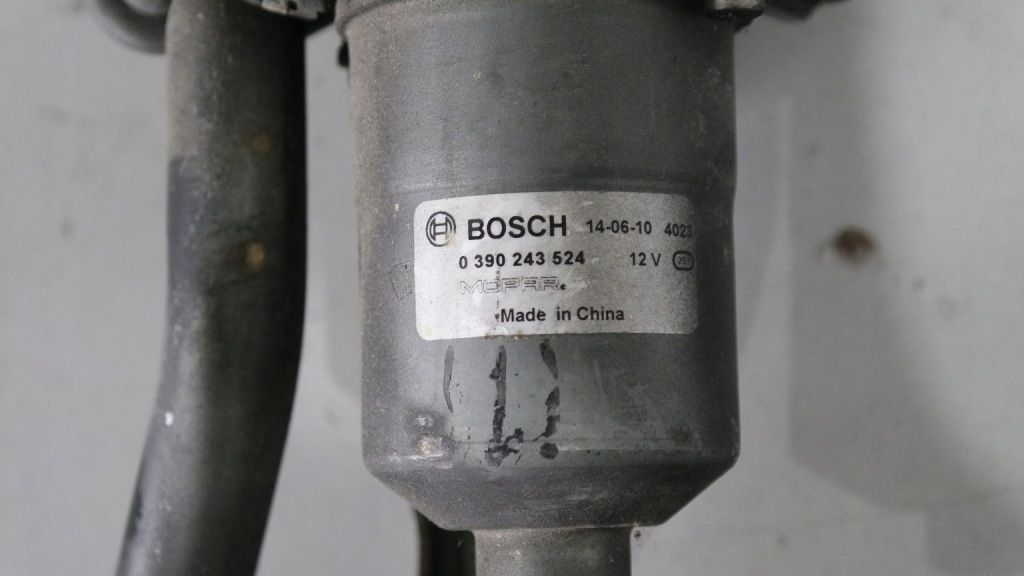 BOSCH 14-06-10 4023
0 390 243 524 12 V
MOPAR.
Made in China